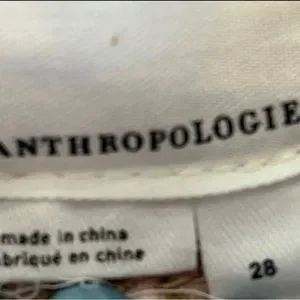 ANTHROPOLOGIE
made in china
abriqué en chine
28